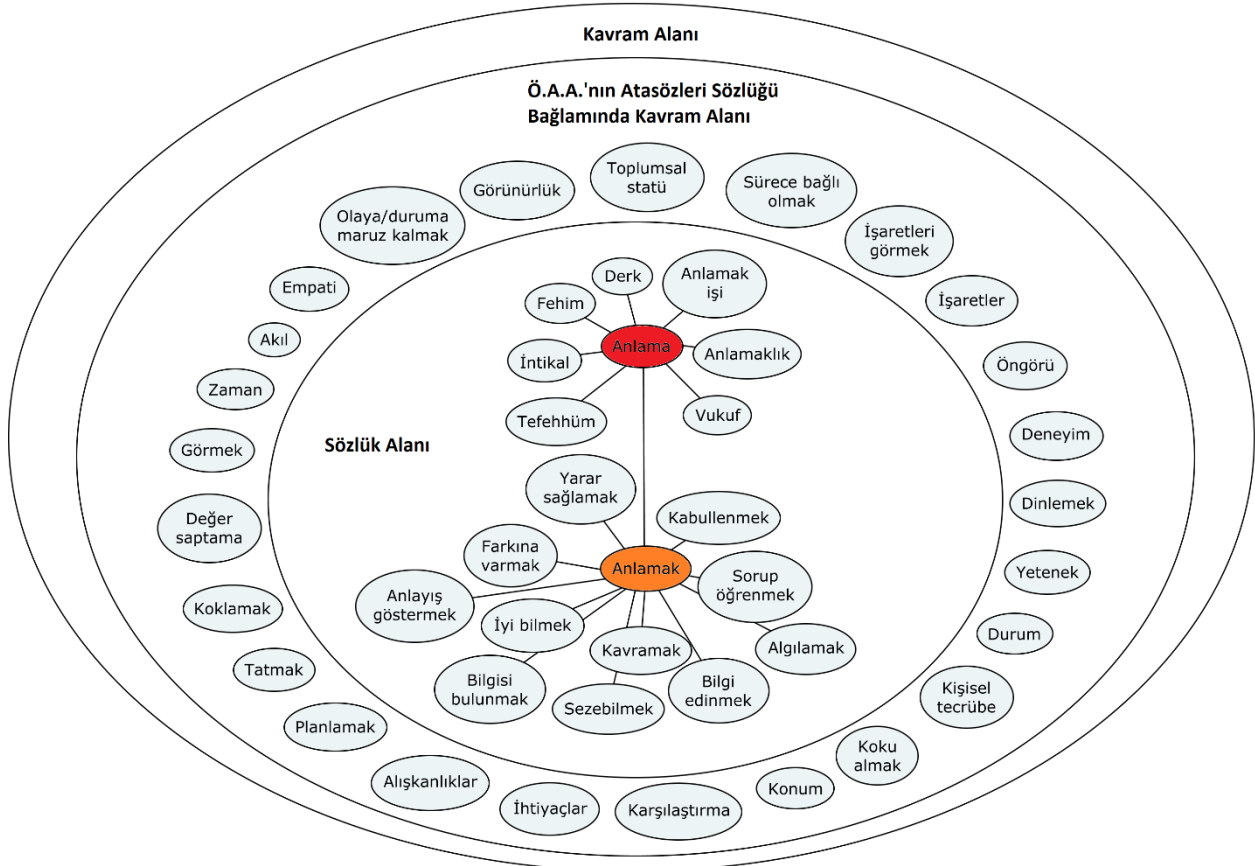 Kavram Alanı
Ö.A.A.'nın Atasözleri Sözlüğü
Bağlamında Kavram Alanı
Toplumsal
statü
Görünürlük
Sürece bağlı
olmak
Olaya/duruma
maruz kalmak
İşaretleri
görmek
Empati
İşaretler
Akıl
Öngörü
Zaman
Deneyim
Görmek
Dinlemek
Değer
saptama
Yetenek
Koklamak
Durum
Tatmak
Kişisel
tecrübe
Planlamak
Koku
almak
Alışkanlıklar
Konum
İhtiyaçlar
Karşılaştırma
Sözlük Alanı
Derk
Anlamak
işi
Fehim
Anlama
Anlamaklık
İntikal
Tefehhüm
Vukuf
Yarar
sağlamak
Kabullenmek
Farkına
varmak
Anlamak
Sorup
öğrenmek
Anlayış
göstermek
İyi bilmek
Kavramak
Algılamak
Bilgisi
bulunmak
Sezebilmek
Bilgi
edinmek